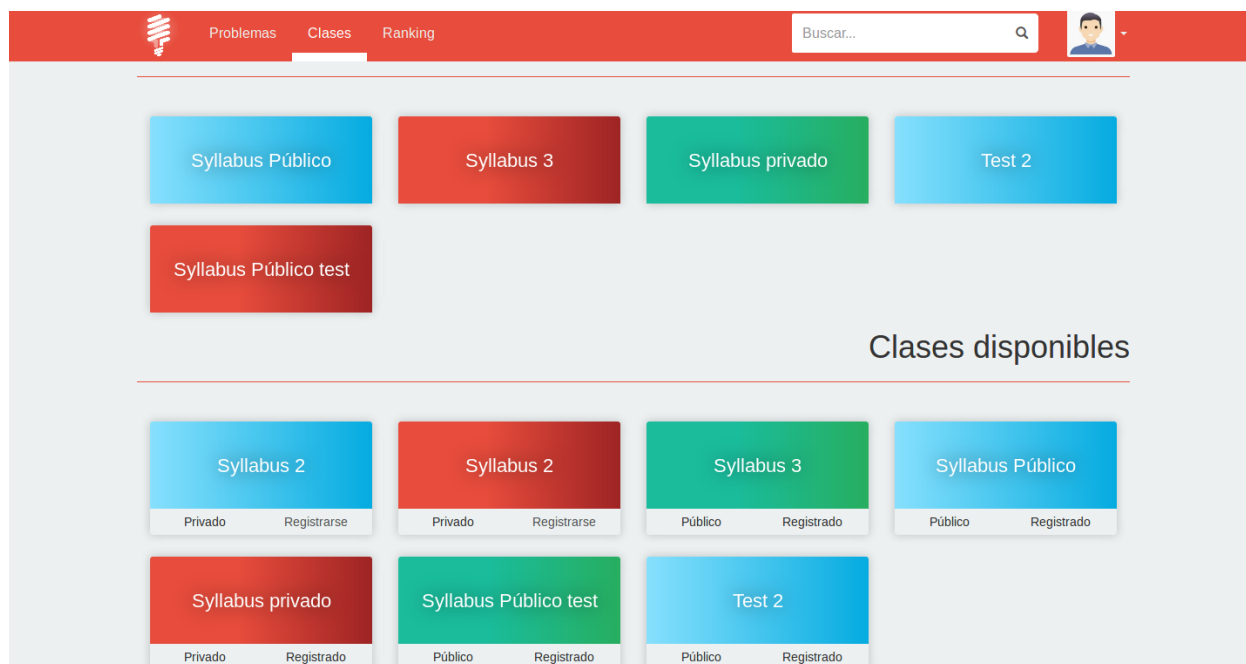 Problemas Clases Ranking Buscar...
Syllabus Público Syllabus 3 Syllabus privado Test 2
Syllabus Público test
Clases disponibles
Syllabus 2 Syllabus 2 Syllabus 3 Syllabus Público
Privado Registrarse Privado Registrarse Público Registrado Público Registrado
Syllabus privado Syllabus Público test Test 2
Privado Registrado Público Registrado Público Registrado